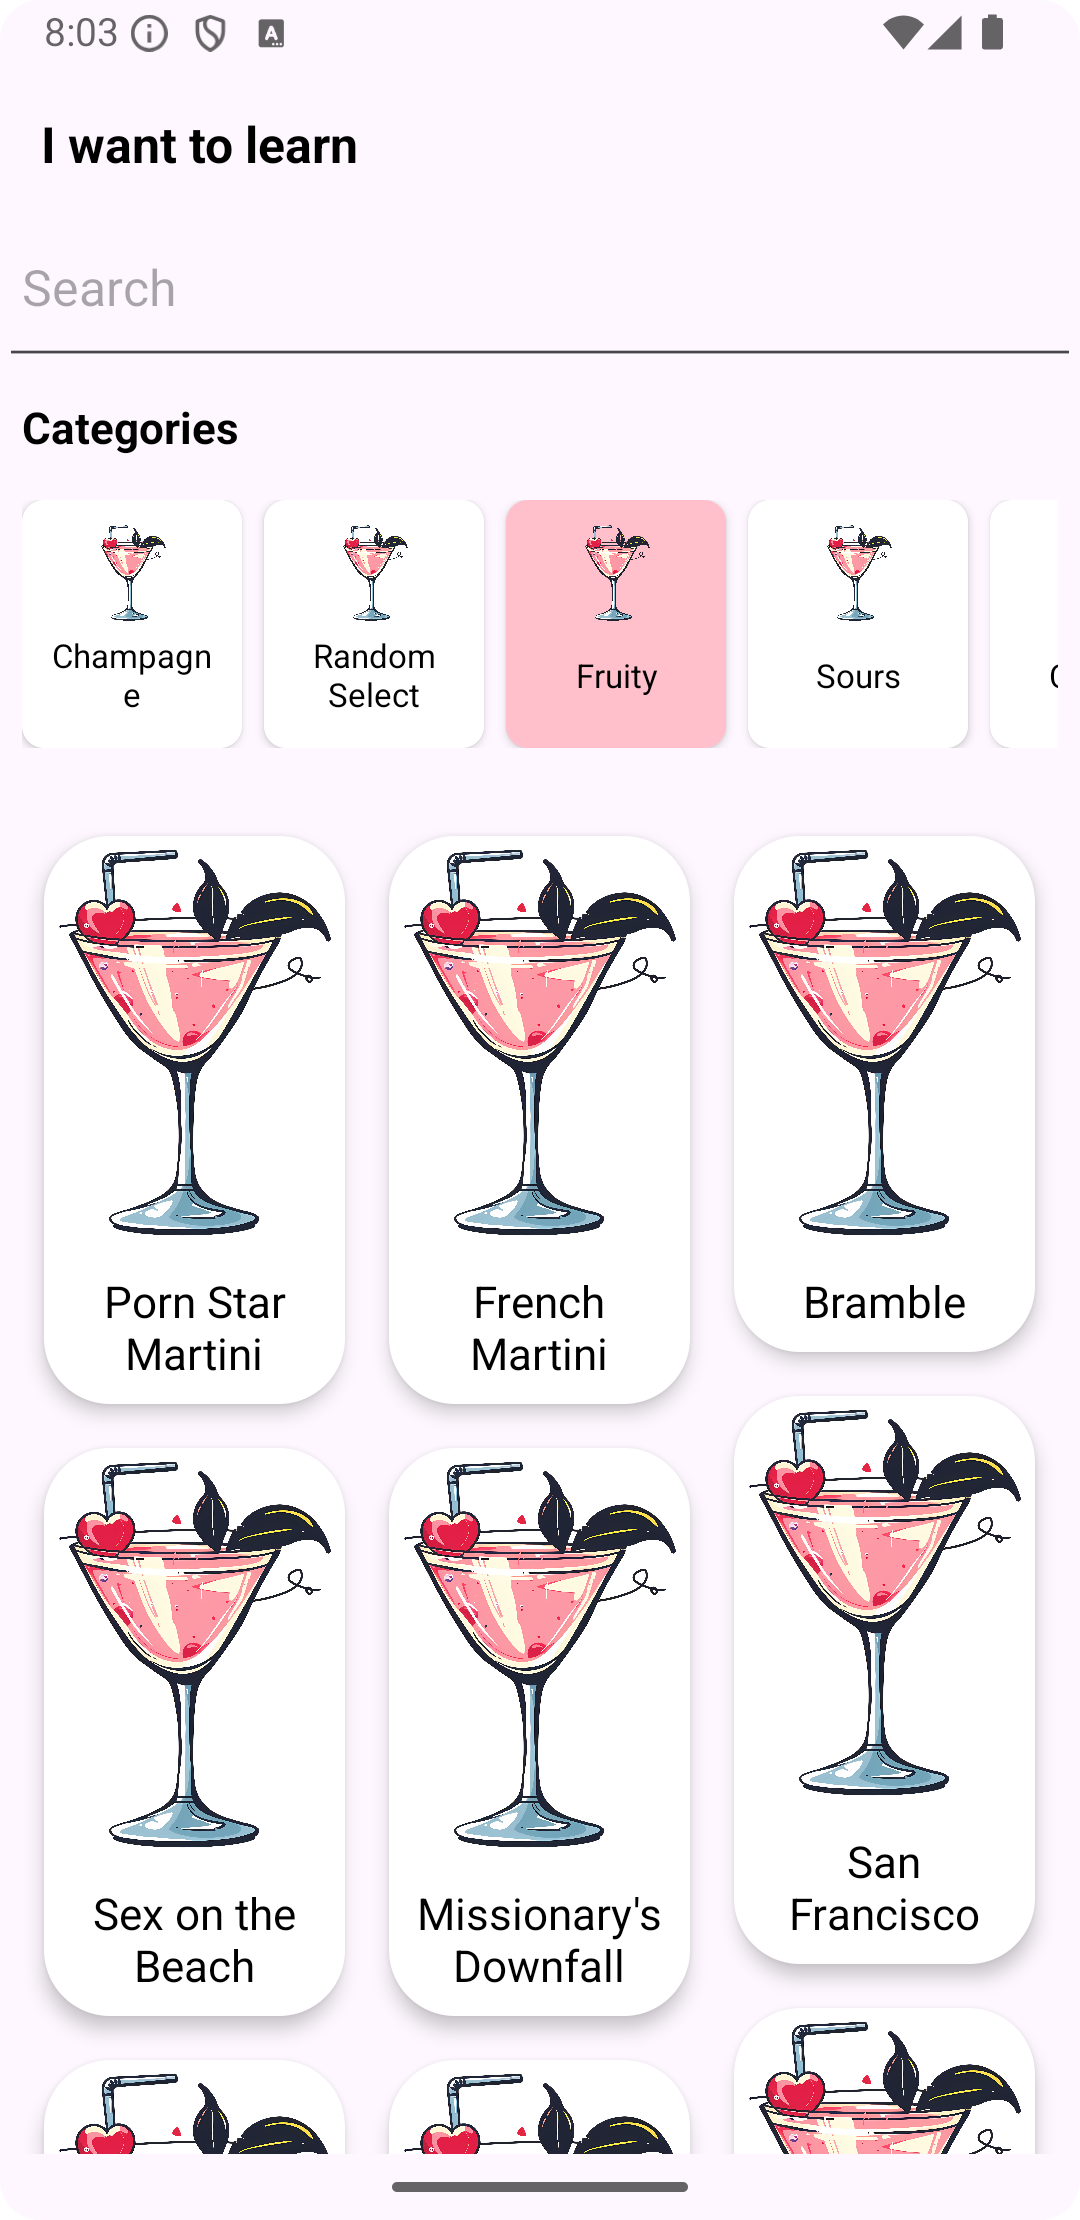 8:03
I want to learn
Search
Categories
Champagn
e
Random
Select
Fruity
Sours
Porn Star
Martini
French
Martini
Bramble
Sex on the
Beach
Missionary's
Downfall
San
Francisco